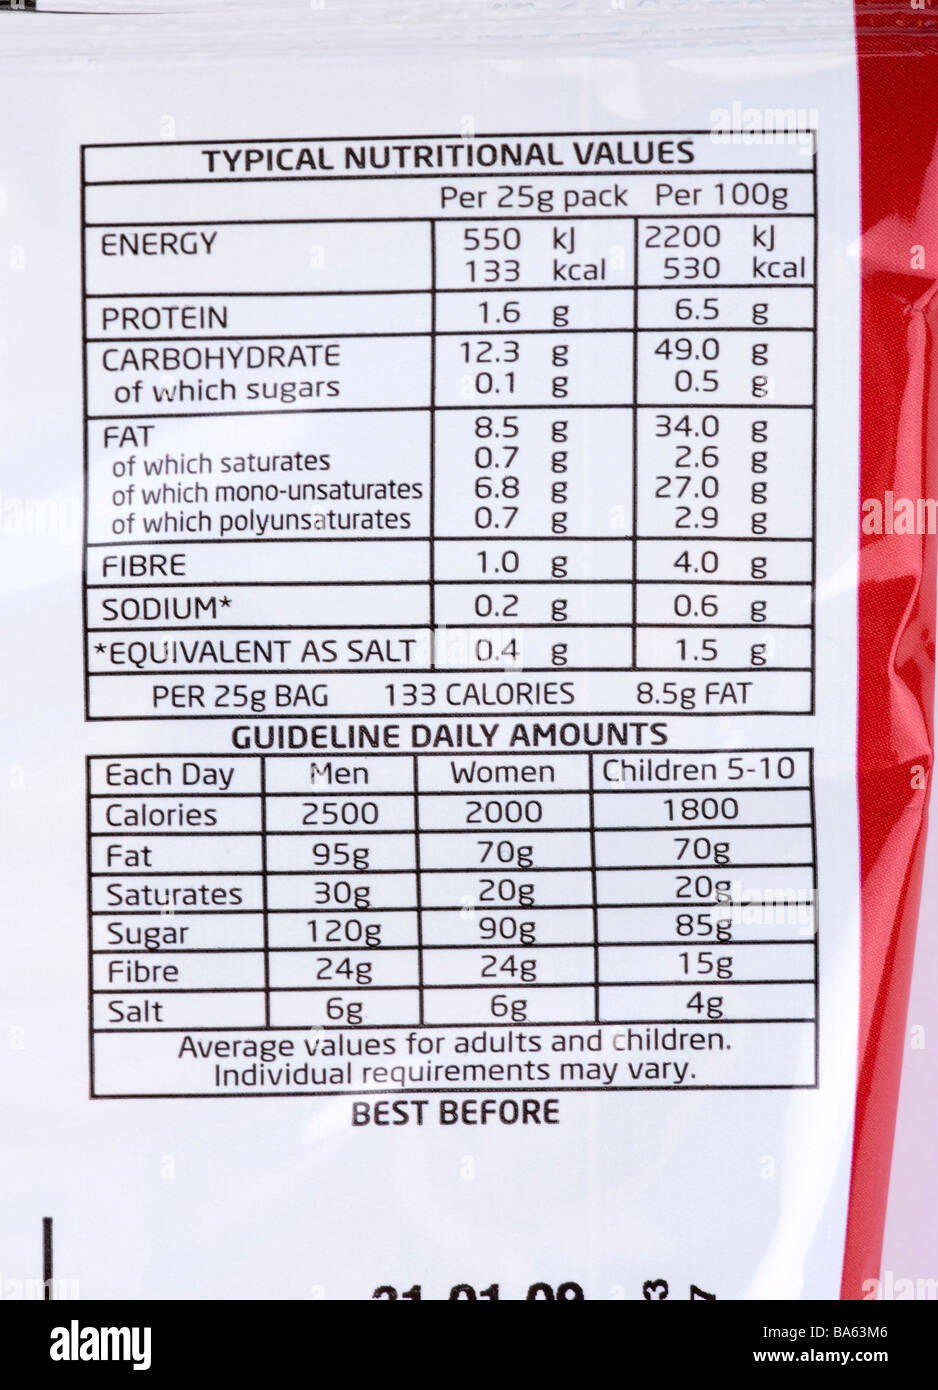 TYPICAL NUTRITIONAL VALUES
Per 25g pack Per 100g
ENERGY 550 kJ 2200 kJ
133 kcal 530 kcal
PROTEIN 1.6 g 6.5 g
CARBOHYDRATE 12.3 g 49.0 g
of which sugars 0.1 g 0.5 g
FAT 8.5 g 34.0 g
of which saturates 0.7 g 2.6 g
of which mono-unsaturates 6.8 g 27.0 g
of which polyunsaturates 0.7 g 2.9 g
FIBRE 1.0 g 4.0 g
SODIUM* 0.2 g 0.6 g
*EQUIVALENT AS SALT 0.4 g 1.5 g
PER 25g BAG 133 CALORIES 8.5g FAT
GUIDELINE DAILY AMOUNTS
Each Day Men Women Children 5-10
Calories 2500 2000 1800
Fat 95g 70g 70g
Saturates 30g 20g 20g
Sugar 120g 90g 85g
Fibre 24g 24g 15g
Salt 6g 6g 4g
Average values for adults and children.
Individual requirements may vary.
BEST BEFORE
alamy
Image ID: BA63M6
www.alamy.com